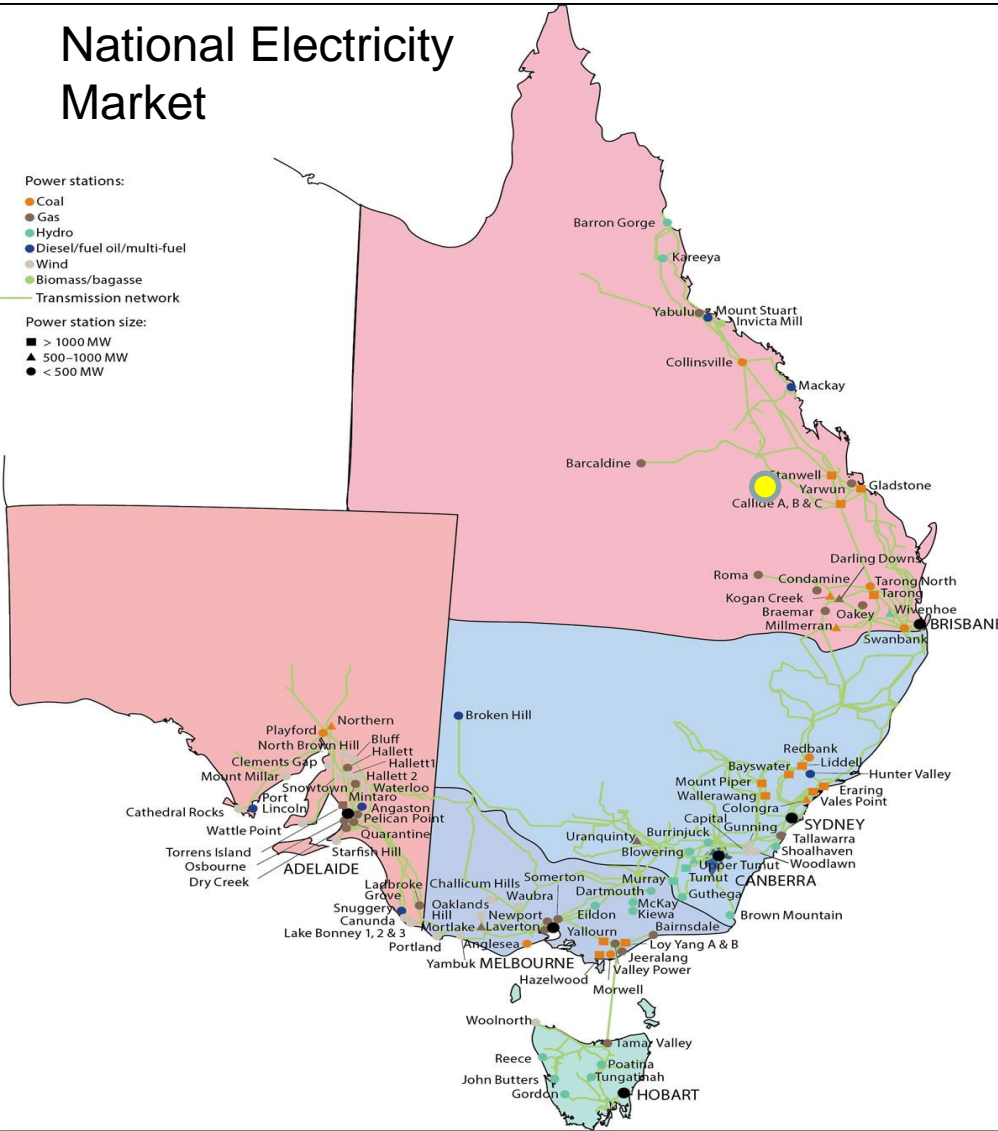 National Electricity
Market
Power stations:
Coal
Gas
Hydro
Diesel/fuel oil/multi-fuel
Wind
Biomass/bagasse
Transmission network
Power station size:
> 1000 MW
500–1000 MW
< 500 MW
Barron Gorge
Kareeya
Yabulu
Mount Stuart
Invicta Mill
Collinsville
Mackay
Barcaldine
Stanwell
Yarwun
Gladstone
Callide A, B & C
Darling Downs
Roma
Condamine
Tarong North
Tarong
Kogan Creek
Braemar
Oakey
Wivenhoe
Millmerran
BRISBANE
Swanbank
Broken Hill
Northern
Playford
North Brown Hill
Bluff
Hallett
Clements Gap
Hallett1
Mount Millar
Hallett 2
Snowtown
Waterloo
Port
Lincoln
Mintaro
Angaston
Cathedral Rocks
Pelican Point
Wattle Point
Quarantine
Torrens Island
Starfish Hill
Osbourne
ADELAIDE
Dry Creek
Redbank
Bayswater
Liddell
Hunter Valley
Mount Piper
Wallerawang
Eraring
Vales Point
Colongra
Capital
SYDNEY
Gunning
Uranquinty
Burrinjuck
Tallawarra
Blowering
Shoalhaven
Upper Tumut
Woodlawn
Tumut
CANBERRA
Murray
Guthega
Brown Mountain
Ladbroke
Grove
Challicum Hills
Somerton
Dartmouth
Waubra
Snuggery
Oaklands
Hill
McKay
Canunda
Newport
Eildon
Kiewa
Lake Bonney 1, 2 & 3
Mortlake
Laverton
Yallourn
Bairnsdale
Portland
Anglesea
Loy Yang A & B
Yambuk
MELBOURNE
Jeeralang
Hazelwood
Valley Power
Morwell
Woolnorth
Tamar Valley
Reece
Poatina
John Butters
Tungatinah
Gordon
HOBART